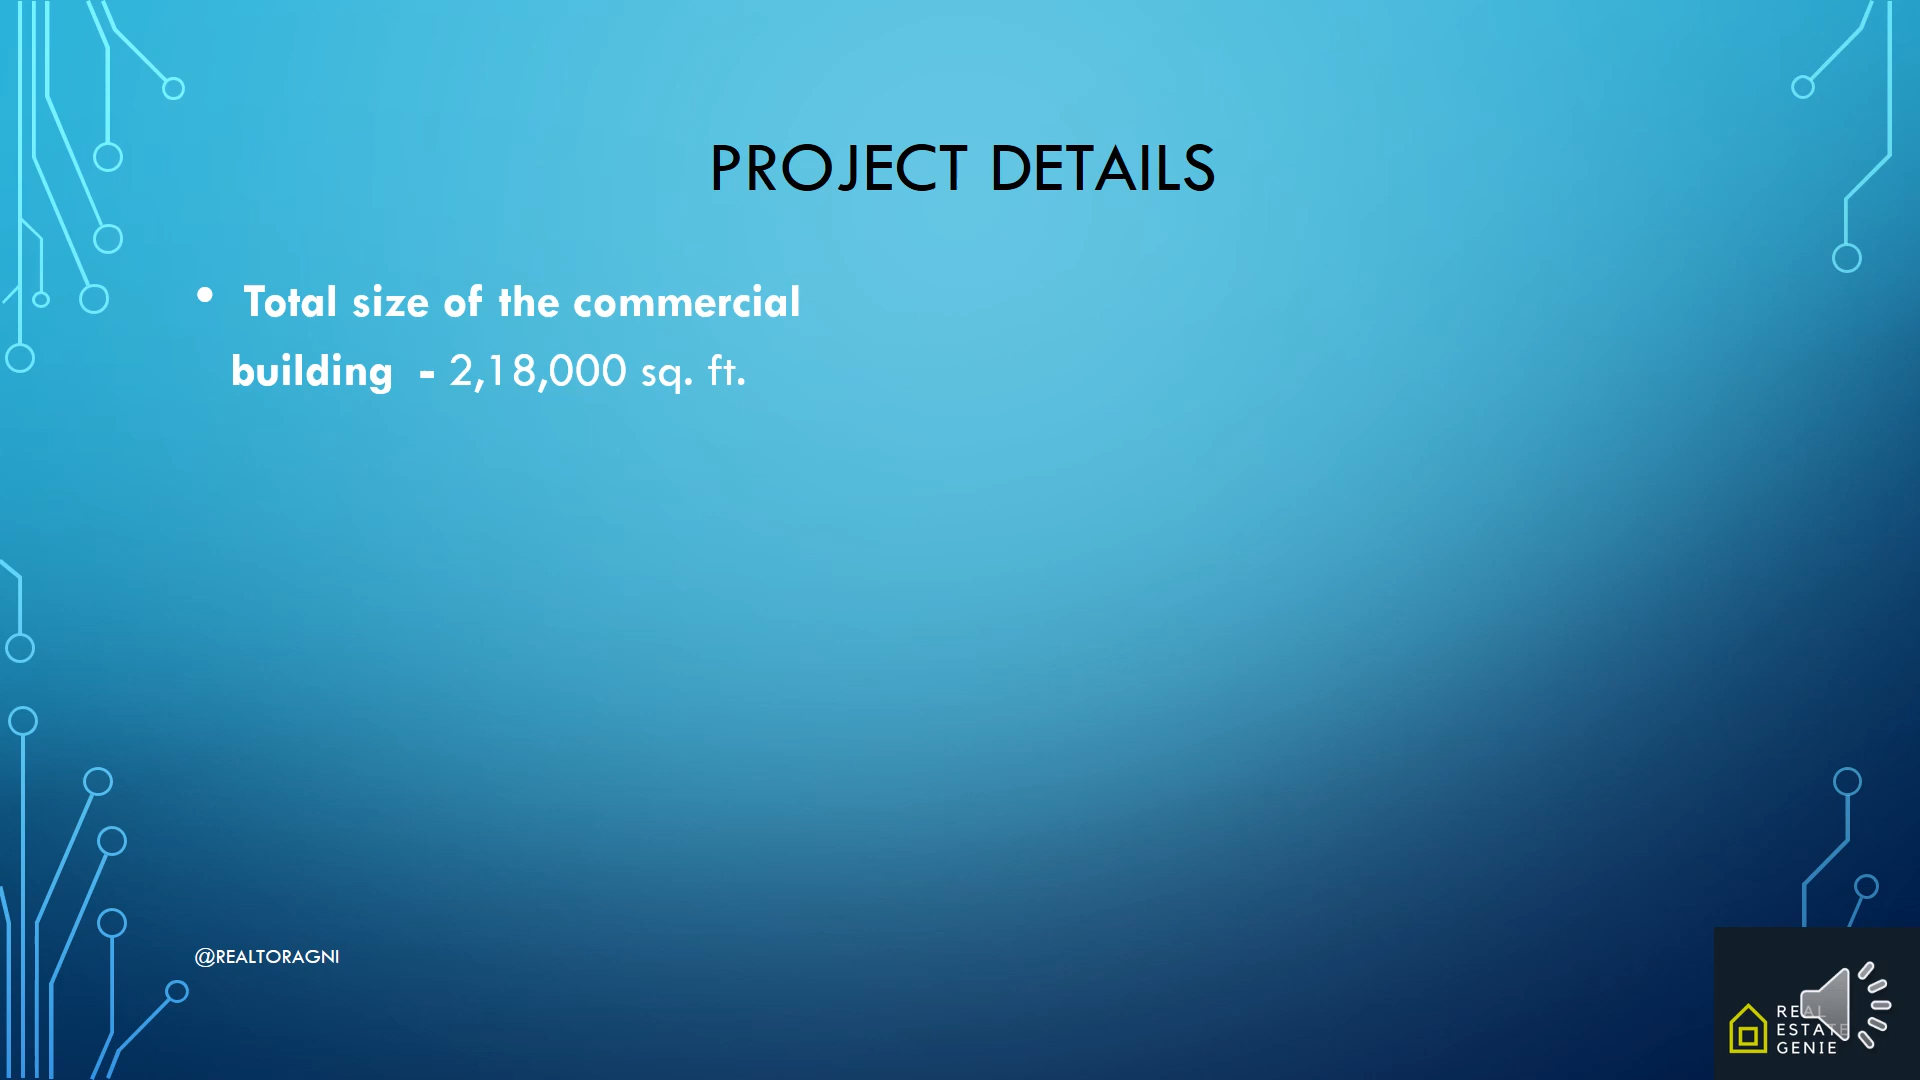 PROJECT DETAILS
• Total size of the commercial
building - 2,18,000 sq. ft.
@REALTORAGNI
REAL
ESTATE
GENIE